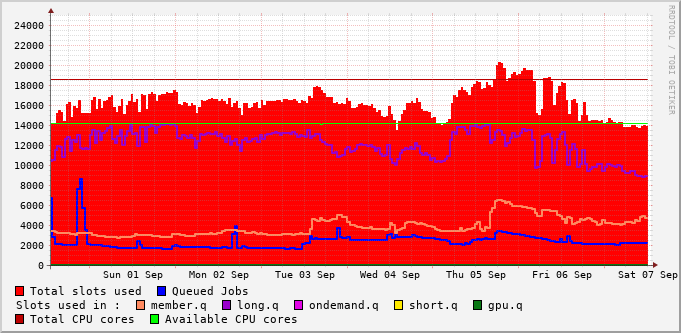 RRDTOOL / TOBI OETIKER
24000
22000
20000
18000
16000
14000
12000
10000
8000
6000
4000
2000
0
Sun 01 Sep Mon 02 Sep Tue 03 Sep Wed 04 Sep Thu 05 Sep Fri 06 Sep Sat 07 Sep
Total slots used Queued Jobs
Slots used in : member.q long.q ondemand.q short.q gpu.q
Total CPU cores Available CPU cores